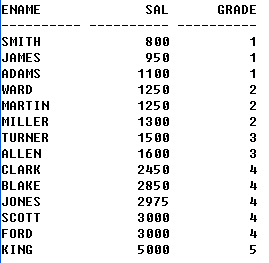 ENAME             SAL      GRADE
---------- ---------- ----------
SMITH             800          1
JAMES             950          1
ADAMS            1100          1
WARD             1250          2
MARTIN           1250          2
MILLER           1300          2
TURNER           1500          3
ALLEN            1600          3
CLARK            2450          4
BLAKE            2850          4
JONES            2975          4
SCOTT            3000          4
FORD             3000          4
KING             5000          5